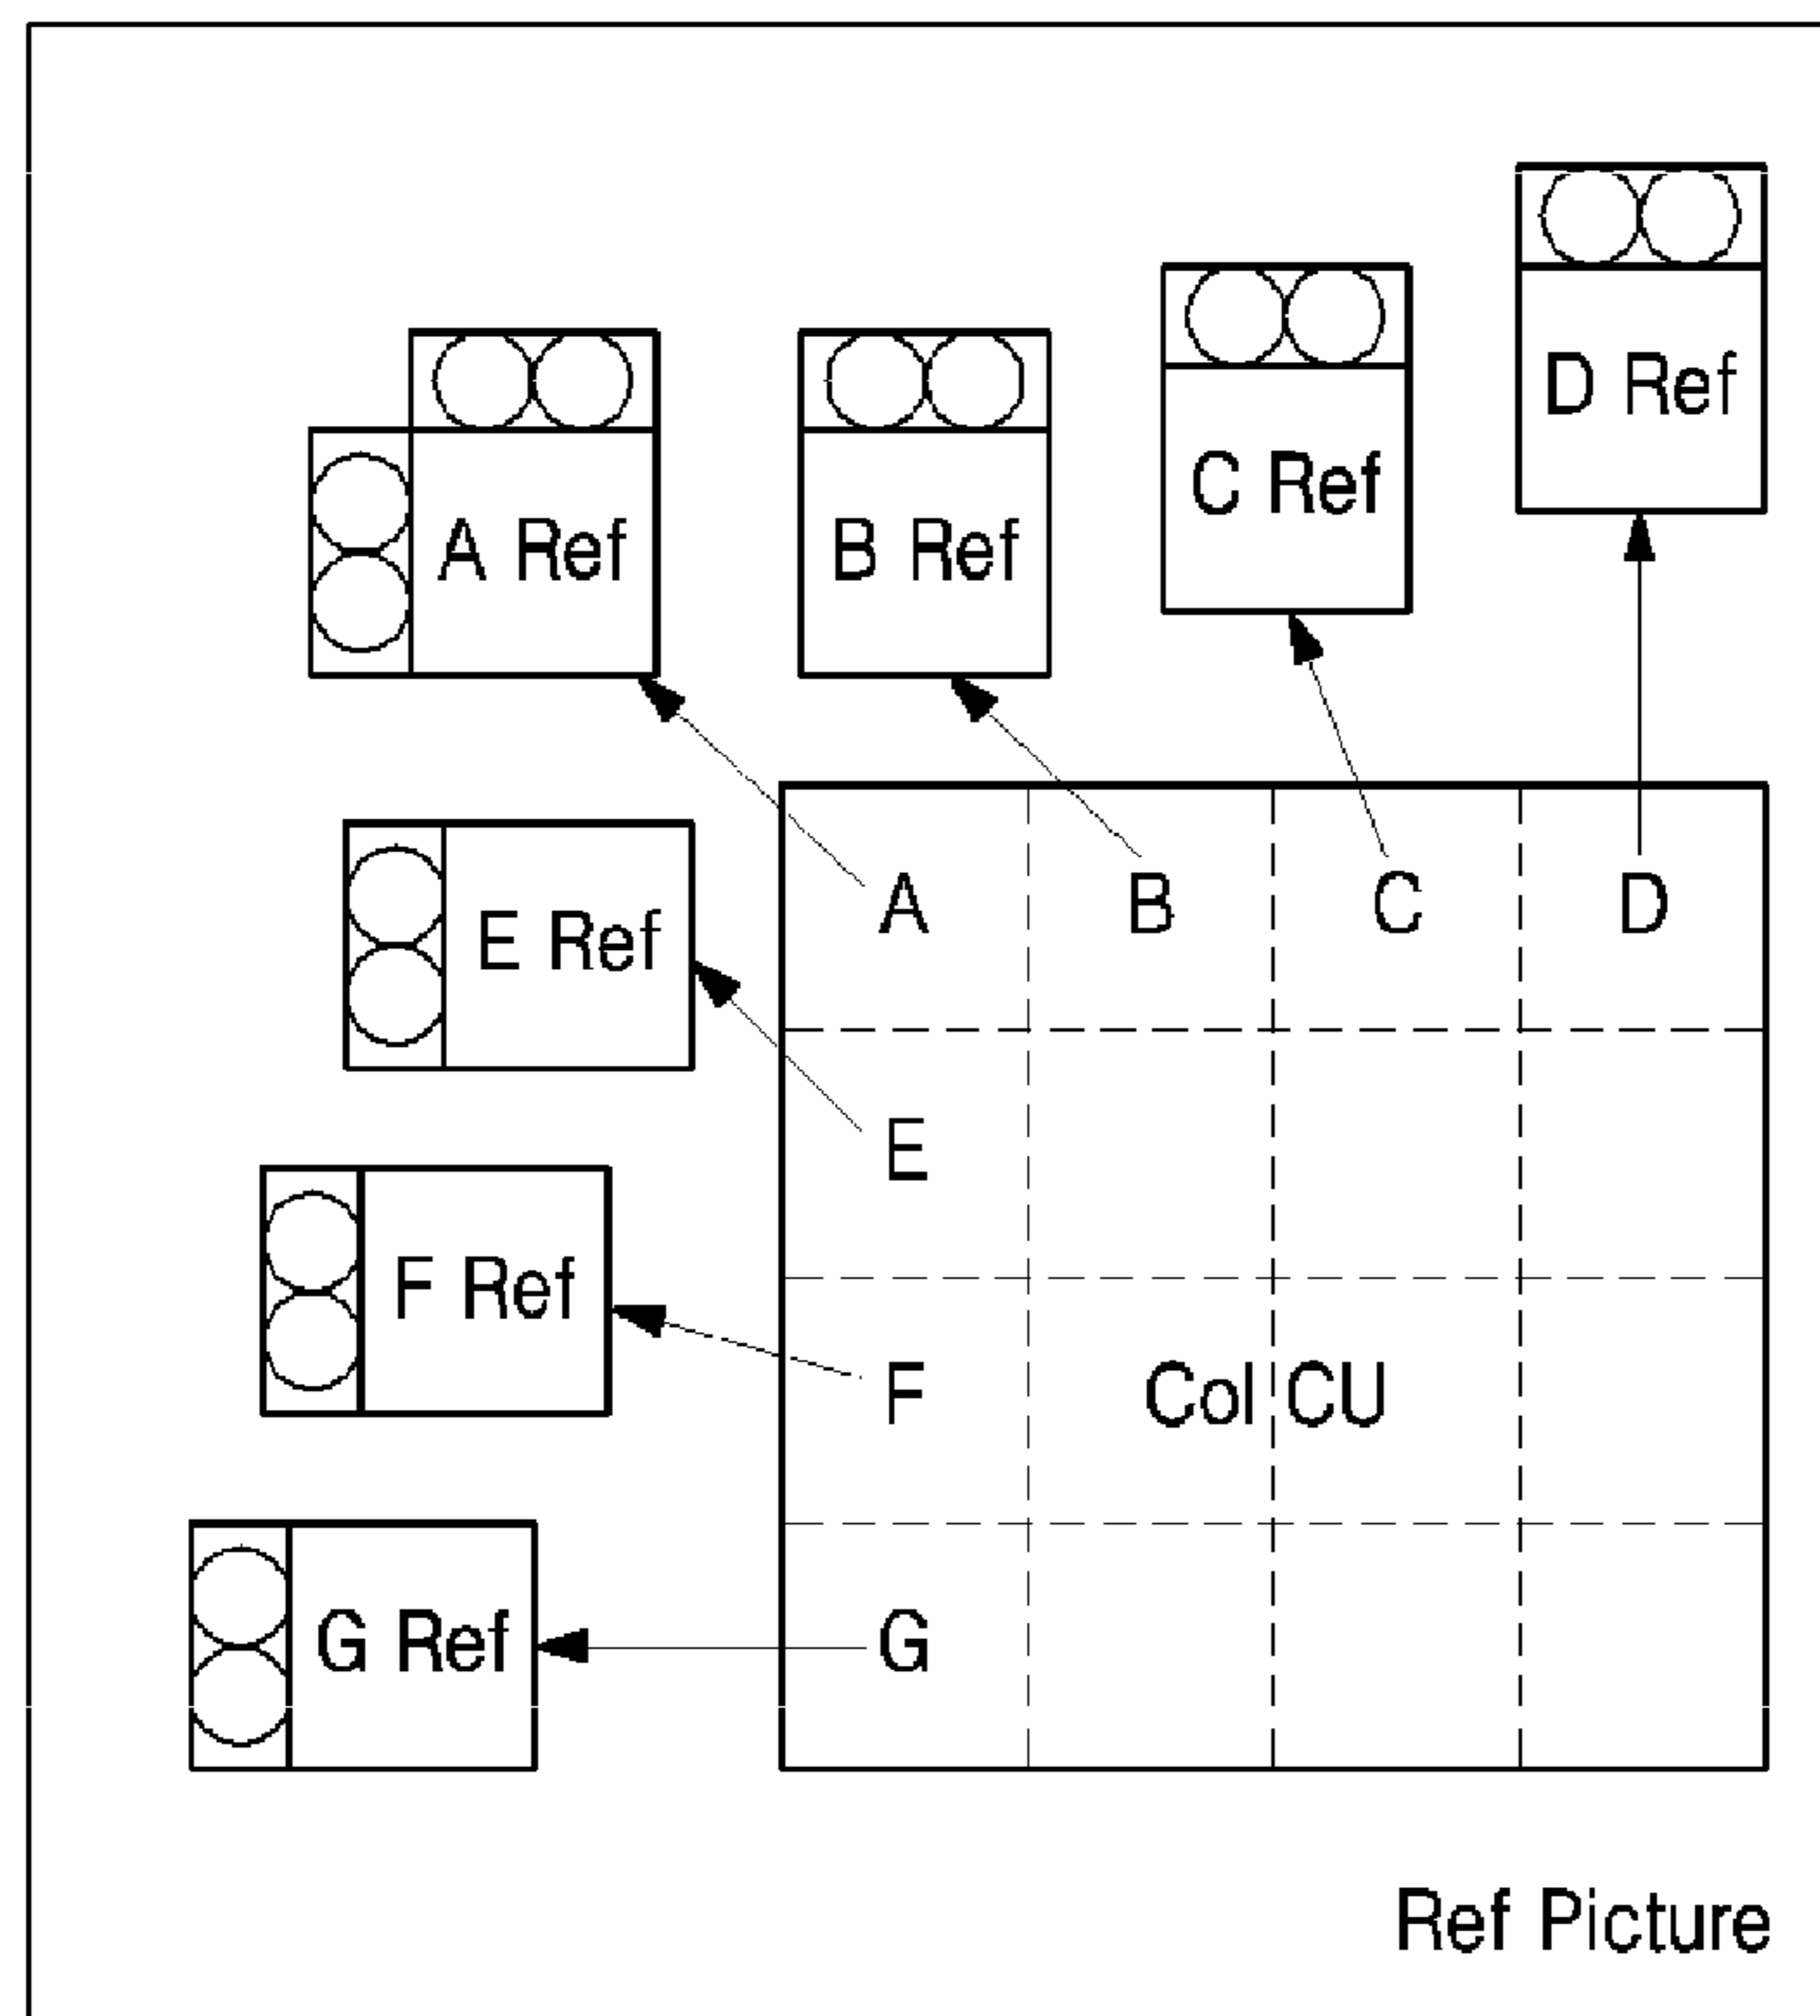 D Ref
C Ref
A Ref
B Ref
A
B
C
D
E Ref
E
F Ref
F
Col CU
G Ref
G
Ref Picture